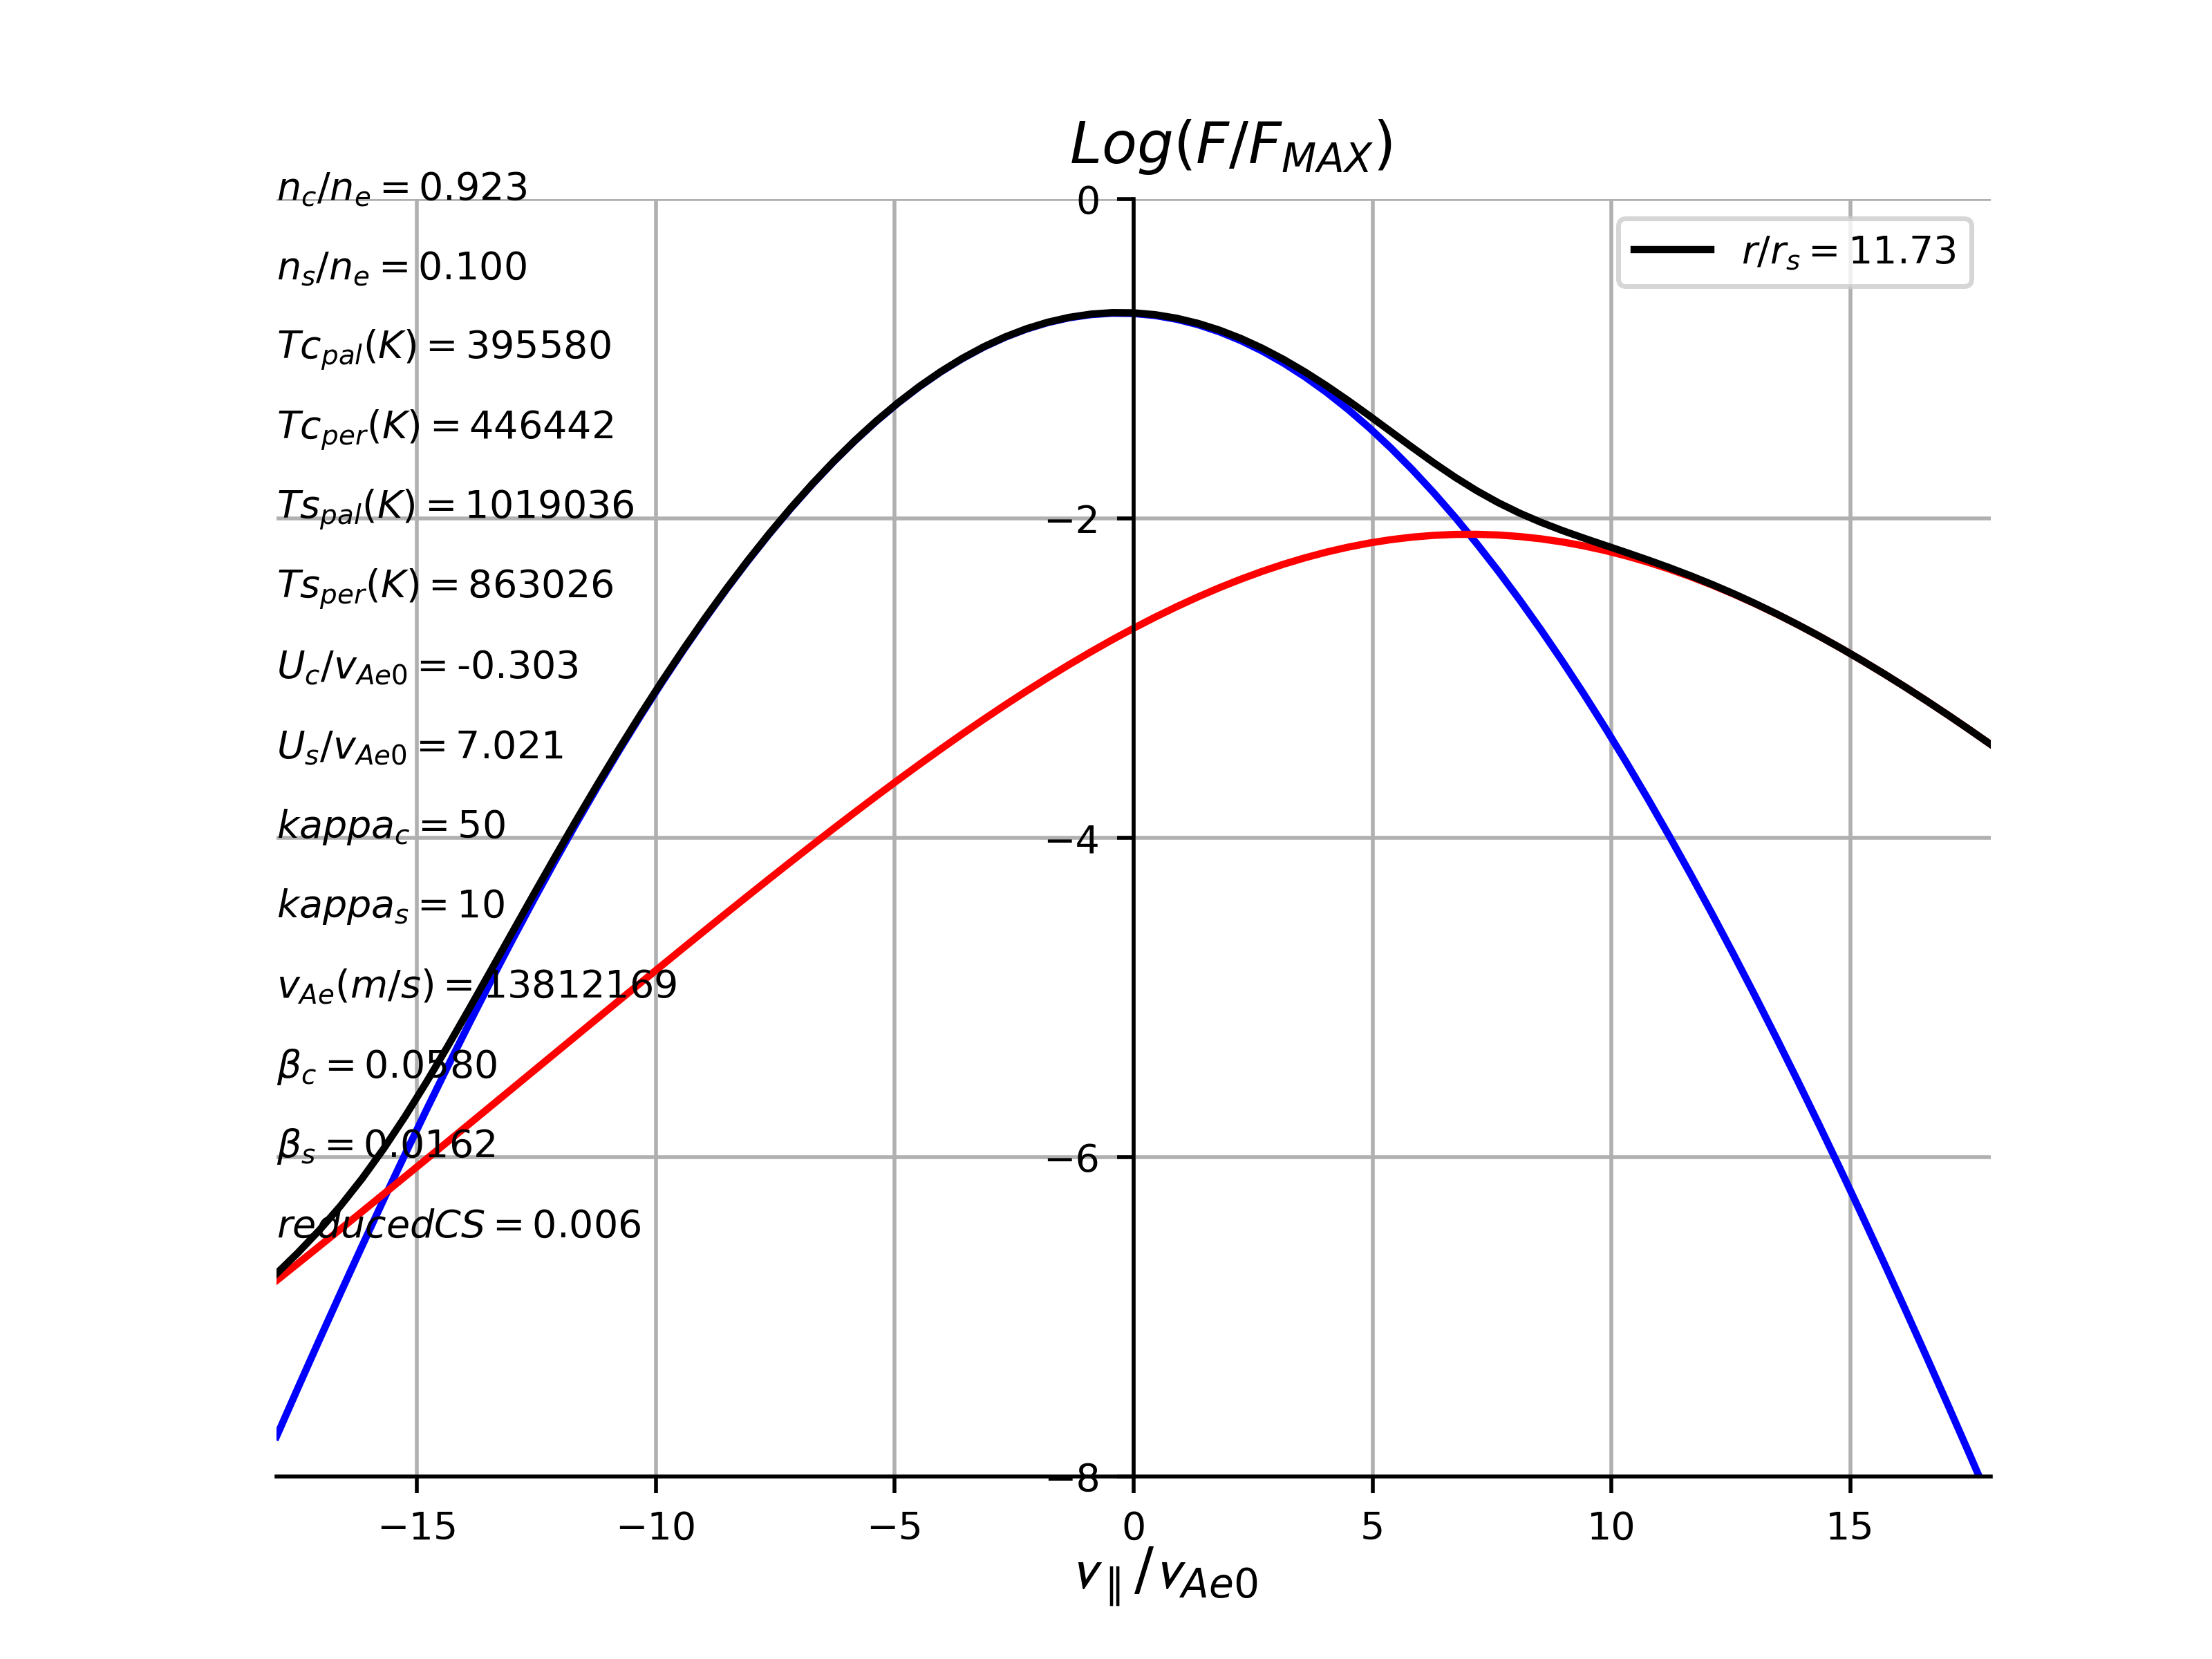 Log(F/F_MAX)
n_c/n_e = 0.923
n_s/n_e = 0.100
Tc_pal(K) = 395580
Tc_per(K) = 446442
Ts_pal(K) = 1019036
Ts_per(K) = 863026
U_c/v_Ae0 = -0.303
U_s/v_Ae0 = 7.021
kappa_c = 50
kappa_s = 10
v_Ae(m/s) = 13812169
β_c = 0.0580
β_s = 0.0162
reducedCS = 0.006
r/r_s = 11.73
0
−2
−4
−6
−8
−15 −10 −5 0 5 10 15
v_∥/v_Ae0